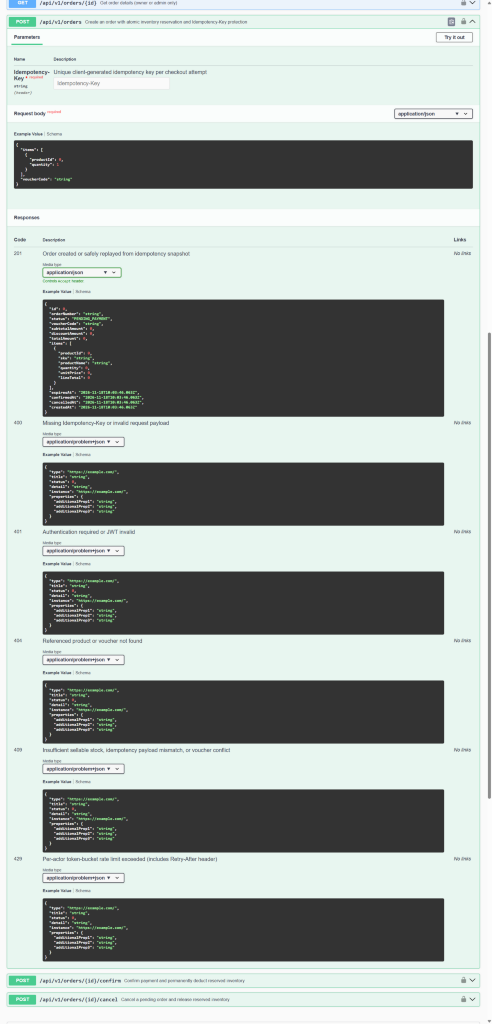 GET /api/v1/orders/{id} Get order details (owner or admin-only)
POST /api/v1/orders Create an order with atomic inventory reservation and Idempotency-Key protection
Parameters
Try it out
Name Description
Idempotency-Key * required
string
(header)
Unique client-generated idempotency key per checkout attempt
Idempotency-Key
Request body required
application/json
Example Value | Schema
{
"items": [
{
"productId": 0,
"quantity": 1
}
],
"voucherCode": "string"
}
Responses
Code Description Links
201 Order created or safely replayed from idempotency snapshot No links
Media type
application/json
Controls Accept header.
Example Value | Schema
{
"id": 0,
"orderNumber": "string",
"status": "PENDING_PAYMENT",
"voucherCode": "string",
"subtotalAmount": 0,
"discountAmount": 0,
"totalAmount": 0,
"items": [
{
"productId": 0,
"sku": "string",
"productName": "string",
"quantity": 0,
"unitPrice": 0,
"lineTotal": 0
}
],
"expiresAt":
"confirmedAt":
"cancelledAt":
"createdAt":
}
400 Missing Idempotency-Key or invalid request payload No links
Media type
application/problem+json
Example Value | Schema
{
"type": "https://example.com/",
"title": "string",
"status": 0,
"detail": "string",
"instance": "https://example.com/",
"properties": {
"additionalProp1": "string",
"additionalProp2": "string",
"additionalProp3": "string"
}
}
401 Authentication required or JWT invalid No links
Media type
application/problem+json
Example Value | Schema
{
"type": "https://example.com/",
"title": "string",
"status": 0,
"detail": "string",
"instance": "https://example.com/",
"properties": {
"additionalProp1": "string",
"additionalProp2": "string",
"additionalProp3": "string"
}
}
404 Referenced product or voucher not found No links
Media type
application/problem+json
Example Value | Schema
{
"type": "https://example.com/",
"title": "string",
"status": 0,
"detail": "string",
"instance": "https://example.com/",
"properties": {
"additionalProp1": "string",
"additionalProp2": "string",
"additionalProp3": "string"
}
}
409 Insufficient sellable stock, idempotency payload mismatch, or voucher conflict No links
Media type
application/problem+json
Example Value | Schema
{
"type": "https://example.com/",
"title": "string",
"status": 0,
"detail": "string",
"instance": "https://example.com/",
"properties": {
"additionalProp1": "string",
"additionalProp2": "string",
"additionalProp3": "string"
}
}
429 Per-actor token-bucket rate limit exceeded (includes Retry-After header) No links
Media type
application/problem+json
Example Value | Schema
{
"type": "https://example.com/",
"title": "string",
"status": 0,
"detail": "string",
"instance": "https://example.com/",
"properties": {
"additionalProp1": "string",
"additionalProp2": "string",
"additionalProp3": "string"
}
}
POST /api/v1/orders/{id}/confirm Confirm payment and permanently deduct reserved inventory
POST /api/v1/orders/{id}/cancel Cancel a pending order and release reserved inventory